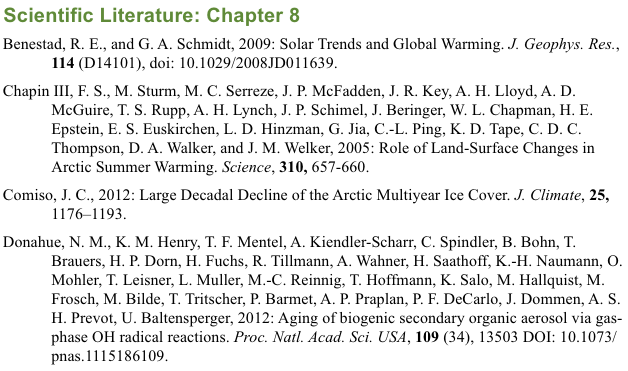 Scientific Literature: Chapter 8
Benestad, R. E., and G. A. Schmidt, 2009: Solar Trends and Global Warming. J. Geophys. Res.,
114 (D14101), doi: 10.1029/2008JD011639.
Chapin III, F. S., M. Sturm, M. C. Serreze, J. P. McFadden, J. R. Key, A. H. Lloyd, A. D.
McGuire, T. S. Rupp, A. H. Lynch, J. P. Schimel, J. Beringer, W. L. Chapman, H. E.
Epstein, E. S. Euskirchen, L. D. Hinzman, G. Jia, C.-L. Ping, K. D. Tape, C. D. C.
Thompson, D. A. Walker, and J. M. Welker, 2005: Role of Land-Surface Changes in
Arctic Summer Warming. Science, 310, 657-660.
Comiso, J. C., 2012: Large Decadal Decline of the Arctic Multiyear Ice Cover. J. Climate, 25,
1176–1193.
Donahue, N. M., K. M. Henry, T. F. Mentel, A. Kiendler-Scharr, C. Spindler, B. Bohn, T.
Brauers, H. P. Dorn, H. Fuchs, R. Tillmann, A. Wahner, H. Saathoff, K.-H. Naumann, O.
Mohler, T. Leisner, L. Muller, M.-C. Reinnig, T. Hoffmann, K. Salo, M. Hallquist, M.
Frosch, M. Bilde, T. Tritscher, P. Barmet, A. P. Praplan, P. F. DeCarlo, J. Dommen, A. S.
H. Prevot, U. Baltensperger, 2012: Aging of biogenic secondary organic aerosol via gas-
phase OH radical reactions. Proc. Natl. Acad. Sci. USA, 109 (34), 13503 DOI: 10.1073/
pnas.1115186109.